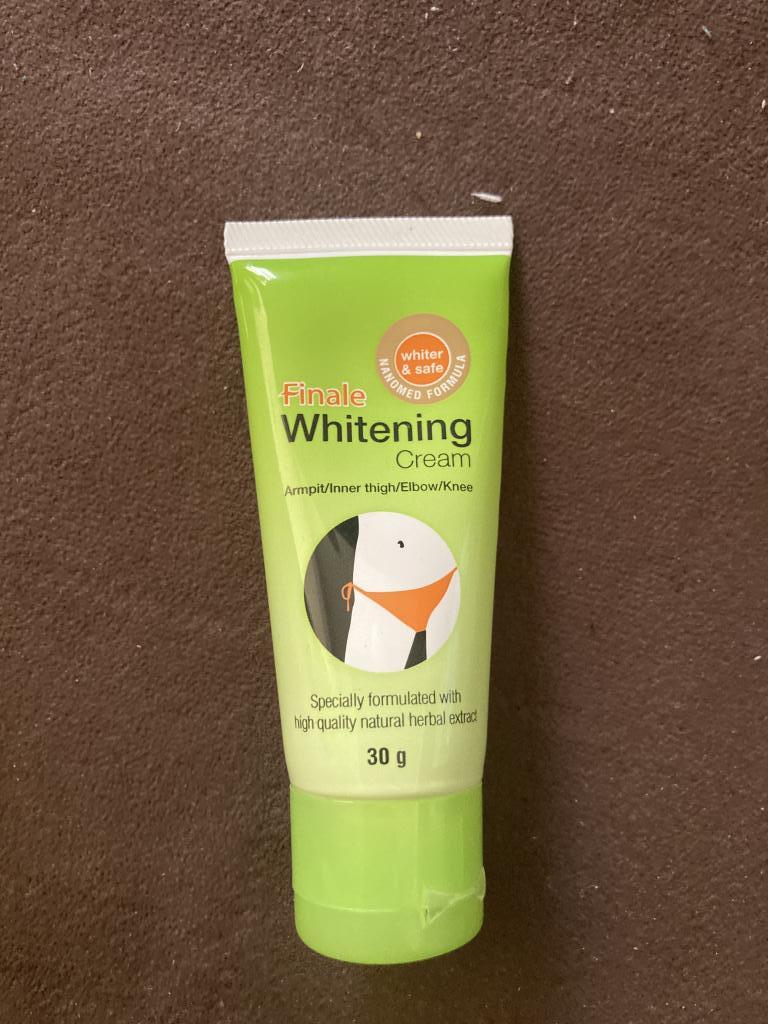 whiter
& safe
NANOMED FORMULA
Finale
Whitening
Cream
Armpit/Inner thigh/Elbow/Knee
Specially formulated with
high quality natural herbal extract
30 g